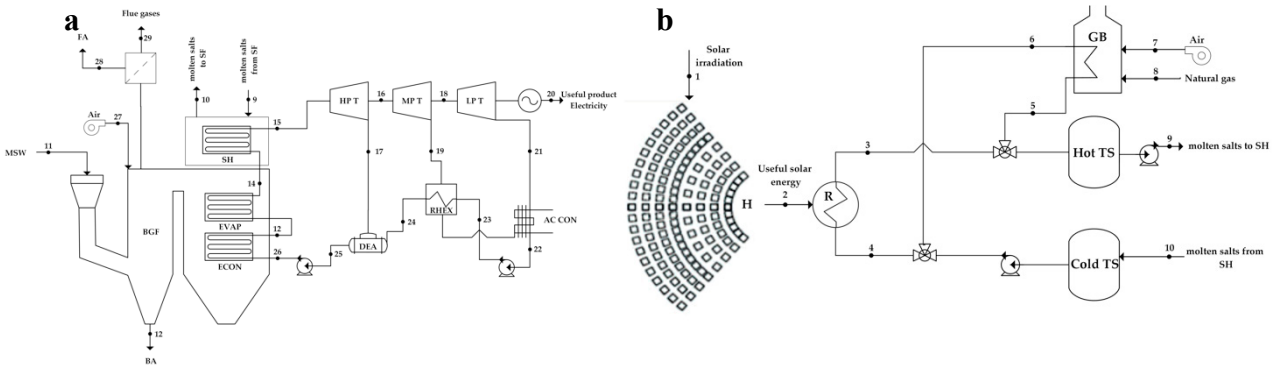 a
Flue gases
29
FA
28
molten salts
to SF
molten salts
from SF
10
9
Air
27
MSW
11
SH
15
14
HP T
16
MP T
18
LP T
20
Useful product
Electricity
17
19
21
BGF
EVAP
12
ECON
26
25
DEA
24
RHEX
23
AC CON
22
12
BA
b
Solar
irradiation
1
H
Useful solar
energy
2
R
3
4
6
5
GB
7
Air
8
Natural gas
Hot TS
9
molten salts to SH
Cold TS
10
molten salts from
SH